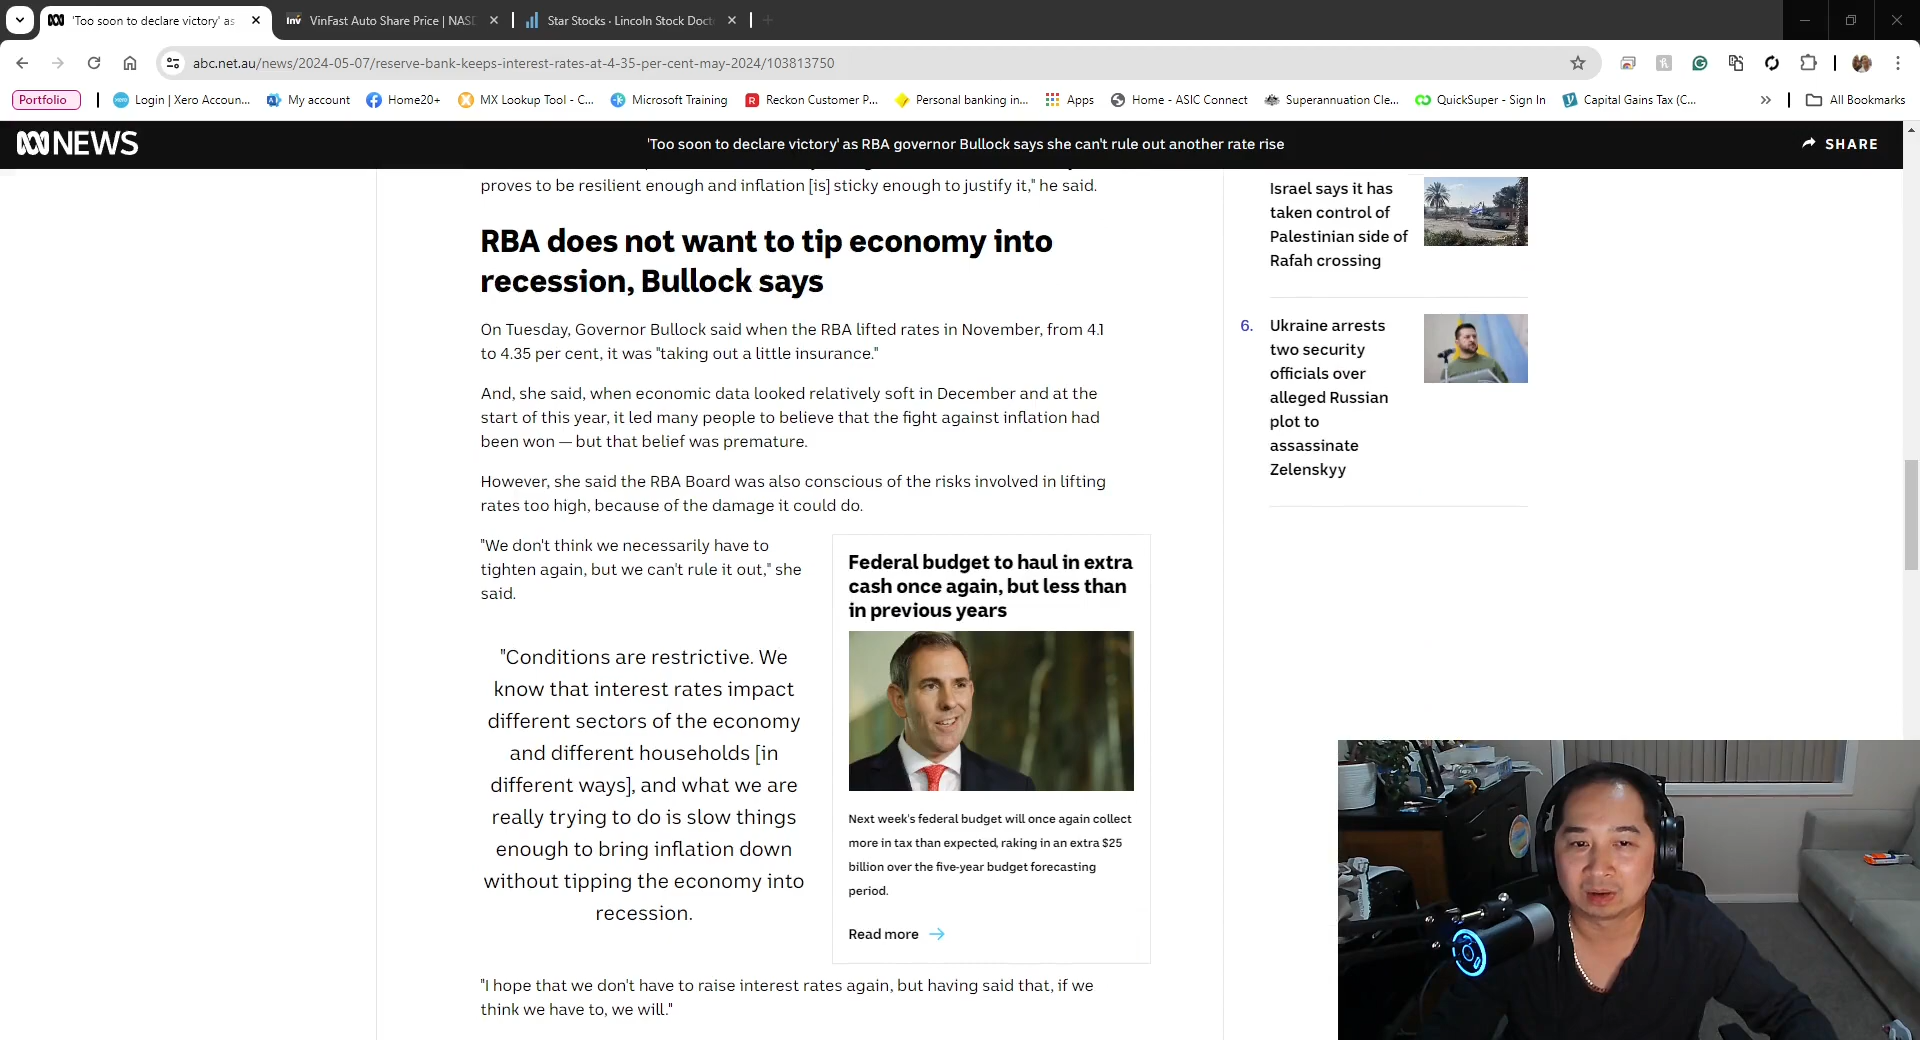 'Too soon to declare victory' as
VinFast Auto Share Price | NASD
Star Stocks - Lincoln Stock Doct
abc.net.au/news/2024-05-07/reserve-bank-keeps-interest-rates-at-4-35-per-cent-may-2024/103813750
Portfolio
Login | Xero Accoun...
My account
Home20+
MX Lookup Tool - C...
Microsoft Training
Reckon Customer P...
Personal banking in...
Apps
Home - ASIC Connect
Superannuation Cle...
QuickSuper - Sign In
Capital Gains Tax (C...
All Bookmarks
NEWS
'Too soon to declare victory' as RBA governor Bullock says she can't rule out another rate rise
SHARE
proves to be resilient enough and inflation [is] sticky enough to justify it," he said.
RBA does not want to tip economy into
recession, Bullock says
On Tuesday, Governor Bullock said when the RBA lifted rates in November, from 4.1
to 4.35 per cent, it was "taking out a little insurance."
And, she said, when economic data looked relatively soft in December and at the
start of this year, it led many people to believe that the fight against inflation had
been won — but that belief was premature.
However, she said the RBA Board was also conscious of the risks involved in lifting
rates too high, because of the damage it could do.
"We don't think we necessarily have to
tighten again, but we can't rule it out," she
said.
"Conditions are restrictive. We
know that interest rates impact
different sectors of the economy
and different households [in
different ways], and what we are
really trying to do is slow things
enough to bring inflation down
without tipping the economy into
recession.
Federal budget to haul in extra
cash once again, but less than
in previous years
Next week's federal budget will once again collect
more in tax than expected, raking in an extra $25
billion over the five-year budget forecasting
period.
Read more
"I hope that we don't have to raise interest rates again, but having said that, if we
think we have to, we will."
Israel says it has
taken control of
Palestinian side of
Rafah crossing
6.
Ukraine arrests
two security
officials over
alleged Russian
plot to
assassinate
Zelenskyy